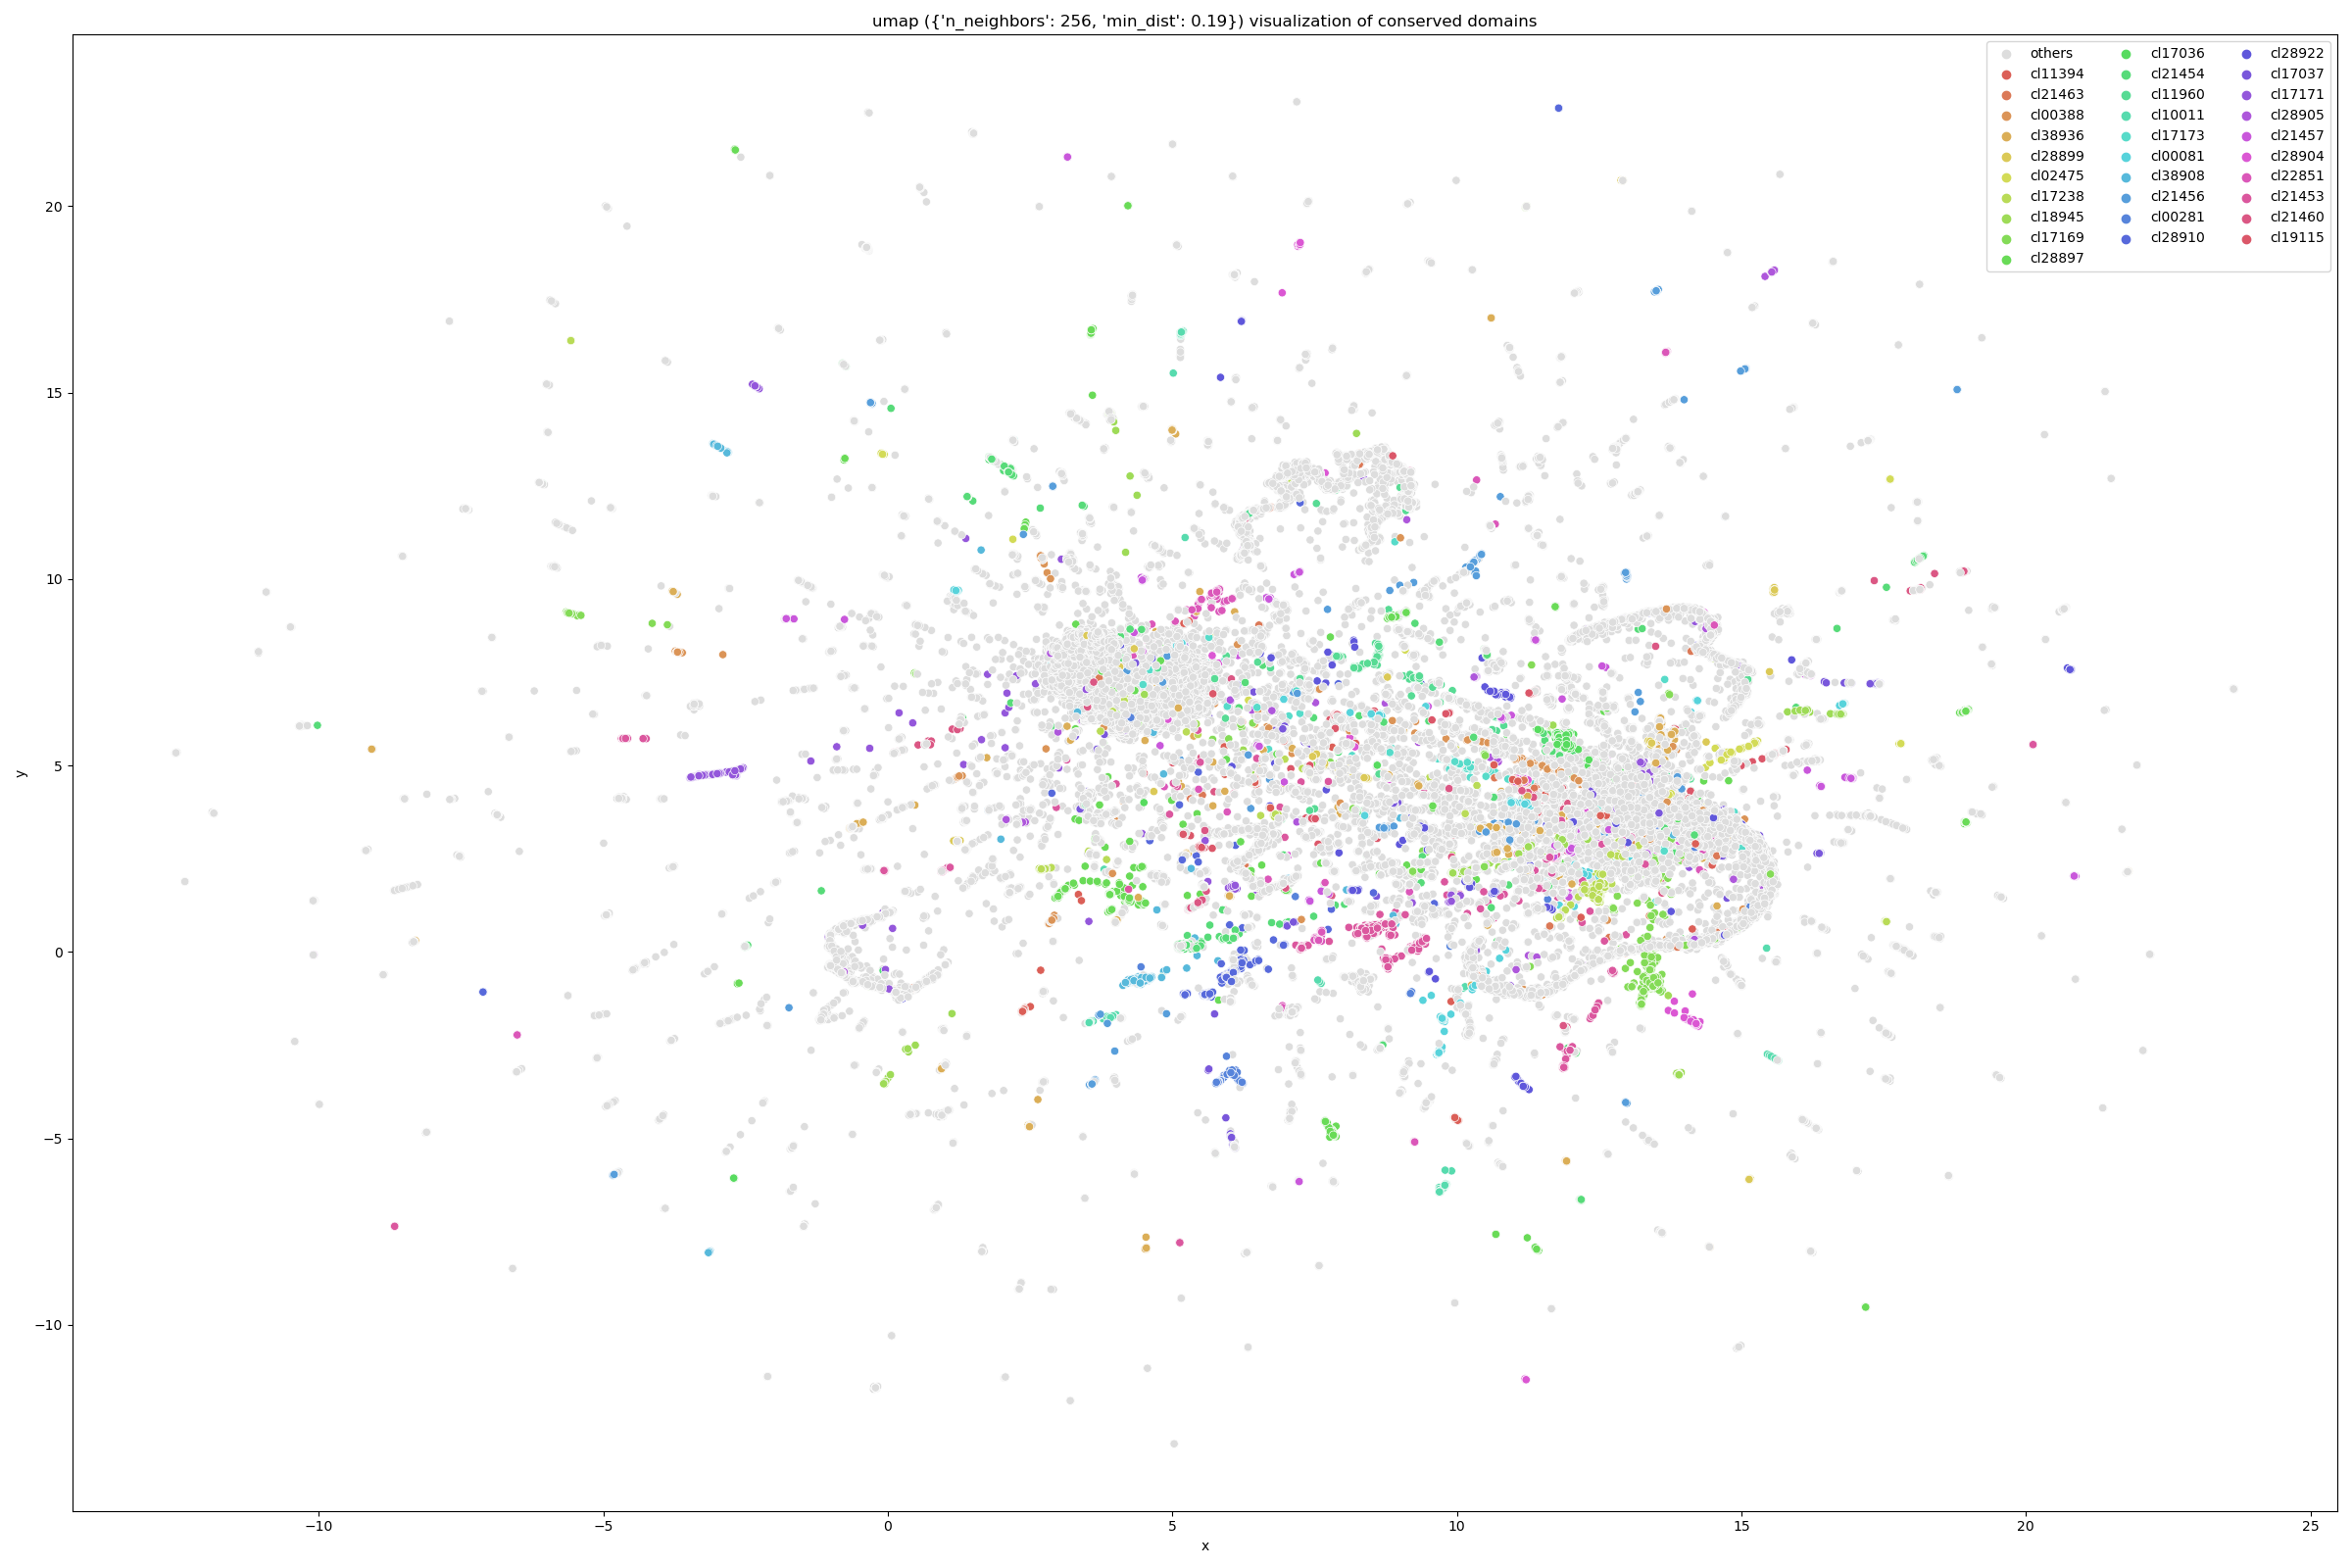 umap ({'n_neighbors': 256, 'min_dist': 0.19}) visualization of conserved domains
others
cl11394
cl21463
cl00388
cl38936
cl28899
cl02475
cl17238
cl18945
cl17169
cl28897
cl17036
cl21454
cl11960
cl10011
cl17173
cl00081
cl38908
cl21456
cl00281
cl28910
cl28922
cl17037
cl17171
cl28905
cl21457
cl28904
cl22851
cl21453
cl21460
cl19115
y
20
15
10
5
0
−5
−10
−10
−5
0
5
10
15
20
25
x